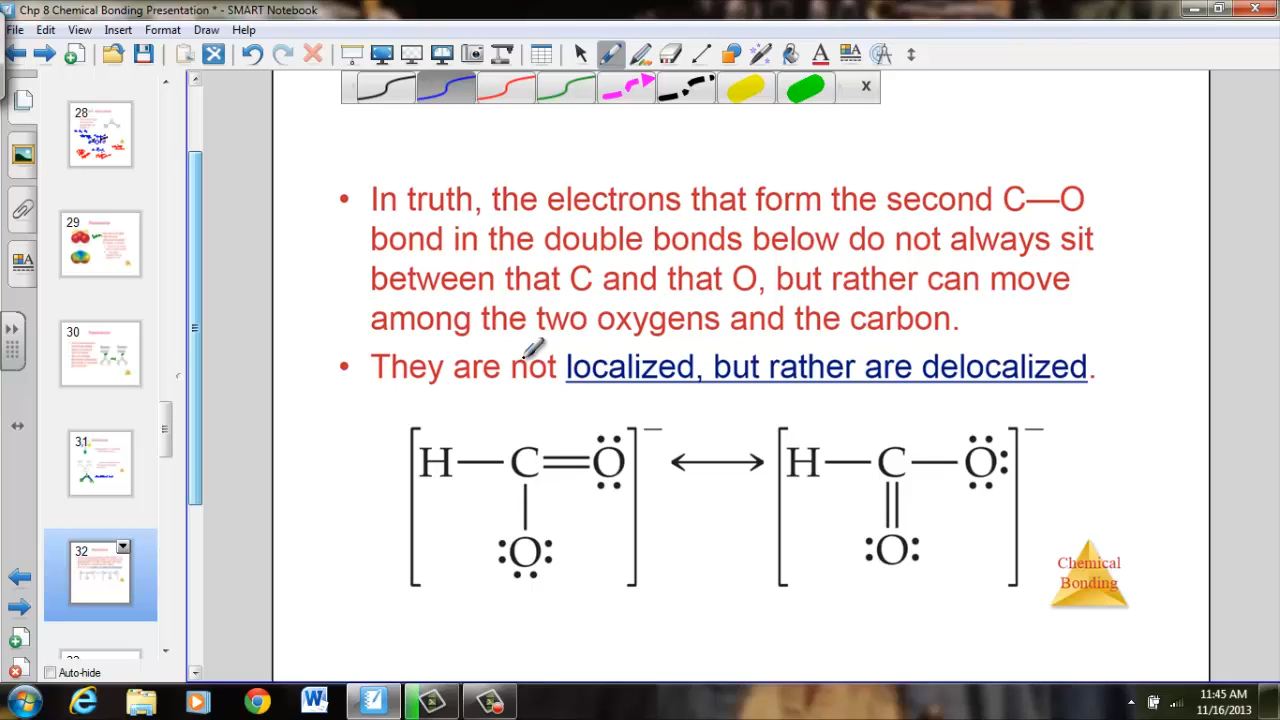 Chp 8 Chemical Bonding Presentation * - SMART Notebook
File Edit View Insert Format Draw Help
28
29
30
31
32
Auto-hide
• In truth, the electrons that form the second C—O
bond in the double bonds below do not always sit
between that C and that O, but rather can move
among the two oxygens and the carbon.
• They are not localized, but rather are delocalized.
H—C=O
O
H—C—O
O
Chemical
Bonding
11:45 AM
11/16/2013